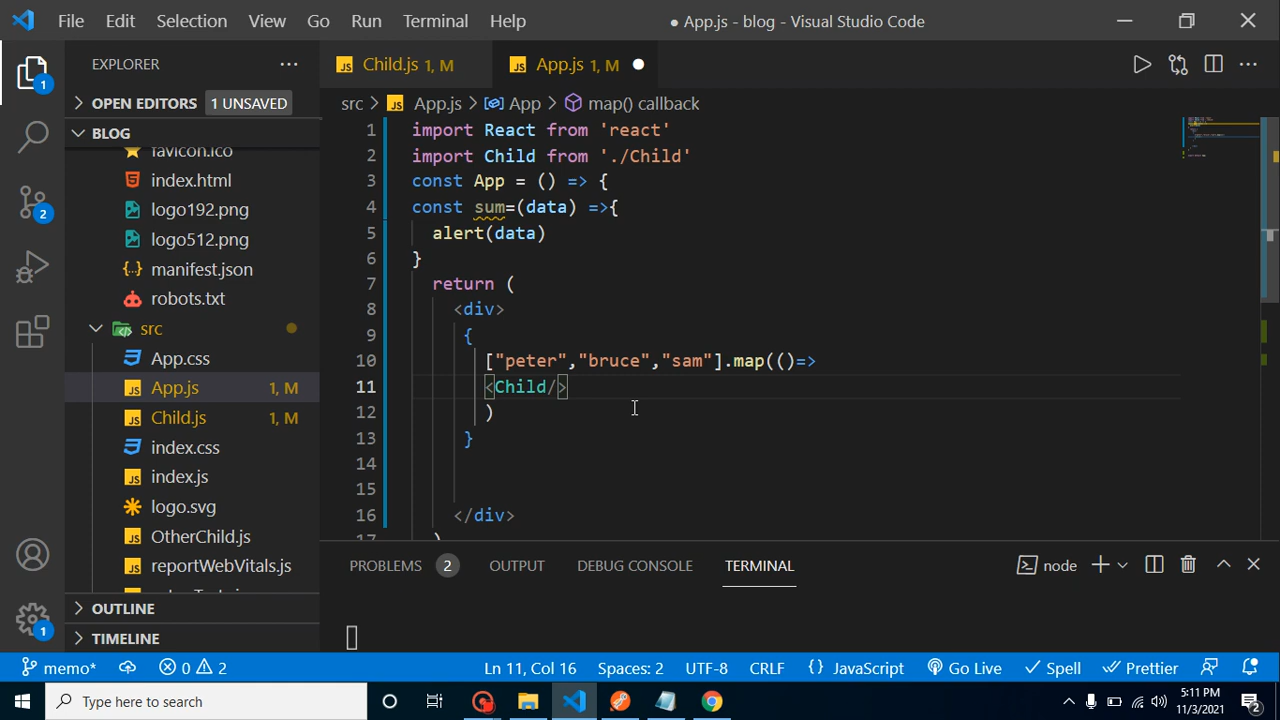 File Edit Selection View Go Run Terminal Help
● App.js - blog - Visual Studio Code
EXPLORER
OPEN EDITORS 1 UNSAVED
BLOG
favicon.ico
index.html
logo192.png
logo512.png
manifest.json
robots.txt
src
App.css
App.js 1, M
Child.js 1, M
index.css
index.js
logo.svg
OtherChild.js
reportWebVitals.js
OUTLINE
TIMELINE
1
2
1
Child.js 1, M
App.js 1, M
src > App.js > App > map() callback
1 import React from 'react'
2 import Child from './Child'
3 const App = () => {
4 const sum=(data) =>{
5 alert(data)
6 }
7 return (
8 <div>
9 {
10 ["peter","bruce","sam"].map(()=>
11 <Child/>
12 )
13 }
14
15
16 </div>
17 )
PROBLEMS 2 OUTPUT DEBUG CONSOLE TERMINAL
node
memo* 0 2 Ln 11, Col 16 Spaces: 2 UTF-8 CRLF {} JavaScript Go Live Spell Prettier
Type here to search
5:11 PM
11/3/2021
2